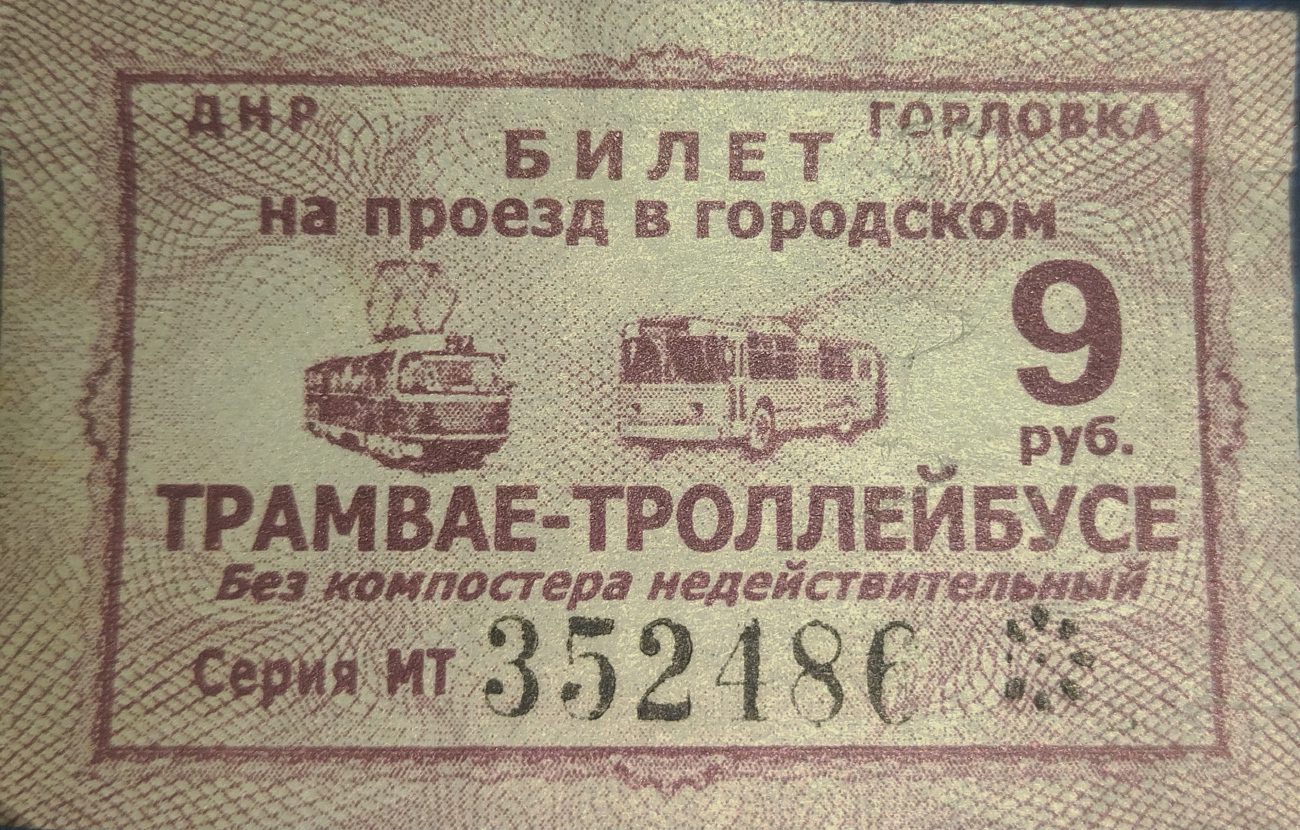 ДНР
ГОРЛОВКА
БИЛЕТ
на проезд в городском
9
руб.
ТРАМВАЕ-ТРОЛЛЕЙБУСЕ
Без компостера недействительный
Серия МТ 352486